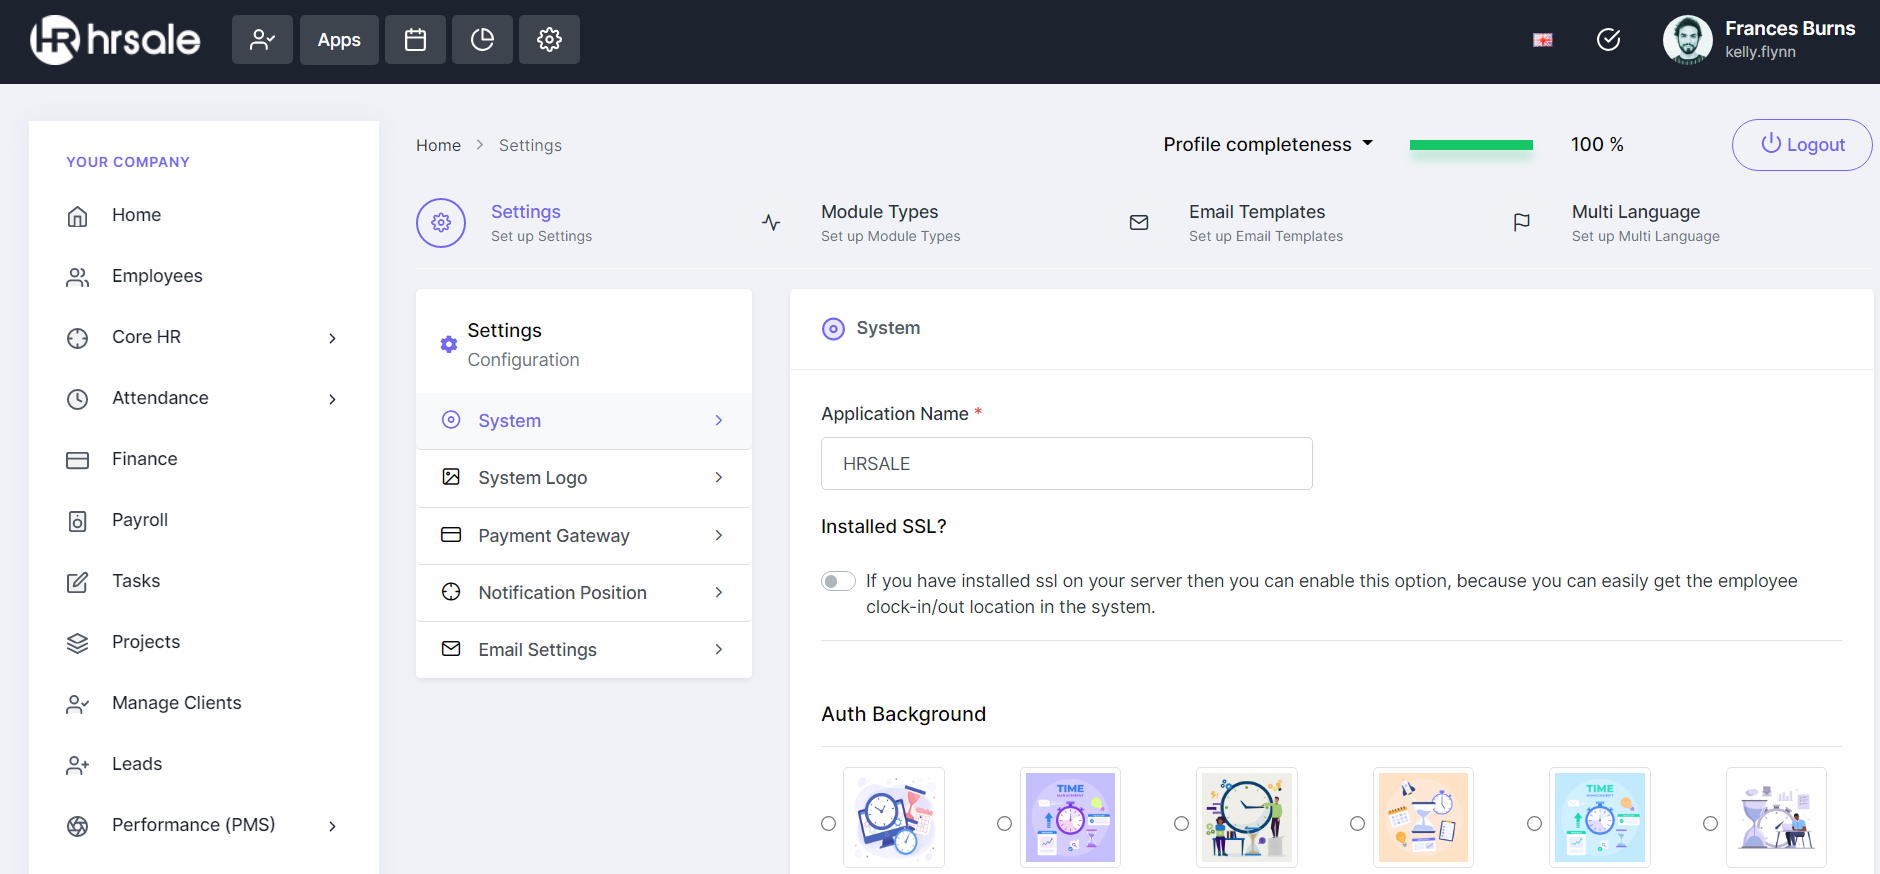 HR hrsale
Apps
Frances Burns
kelly.flynn
YOUR COMPANY
Home
Employees
Core HR
Attendance
Finance
Payroll
Tasks
Projects
Manage Clients
Leads
Performance (PMS)
Home > Settings
Profile completeness
100 %
Logout
Settings
Set up Settings
Module Types
Set up Module Types
Email Templates
Set up Email Templates
Multi Language
Set up Multi Language
Settings
Configuration
System
System Logo
Payment Gateway
Notification Position
Email Settings
System
Application Name *
HRSALE
Installed SSL?
If you have installed ssl on your server then you can enable this option, because you can easily get the employee
clock-in/out location in the system.
Auth Background
TIME
MANAGEMENT
TIME
MANAGEMENT